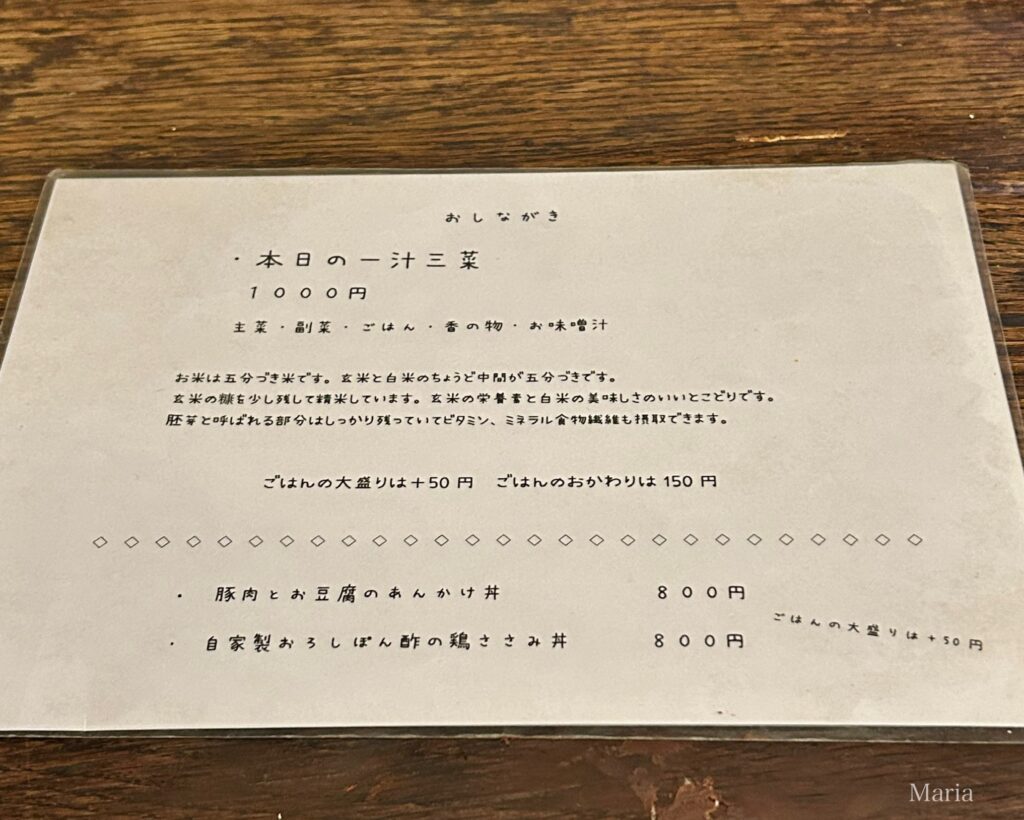 おしながき
・本日の一汁三菜
１０００円
主菜・副菜・ごはん・香の物・お味噌汁
お米は五分づき米です。玄米と白米のちょうど中間が五分づきです。
玄米の糠を少し残して精米しています。玄米の栄養素と白米の美味しさのいいとこどりです。
胚芽と呼ばれる部分はしっかり残っていてビタミン、ミネラル食物繊維も摂取できます。
ごはんの大盛りは＋50円　ごはんのおかわりは150円
◇◇◇◇◇◇◇◇◇◇◇◇◇◇◇◇◇◇◇◇◇◇◇◇◇◇◇
・豚肉とお豆腐のあんかけ丼　８００円
・自家製おろしぽん酢の鶏ささみ丼　８００円
ごはんの大盛りは＋50円
Maria